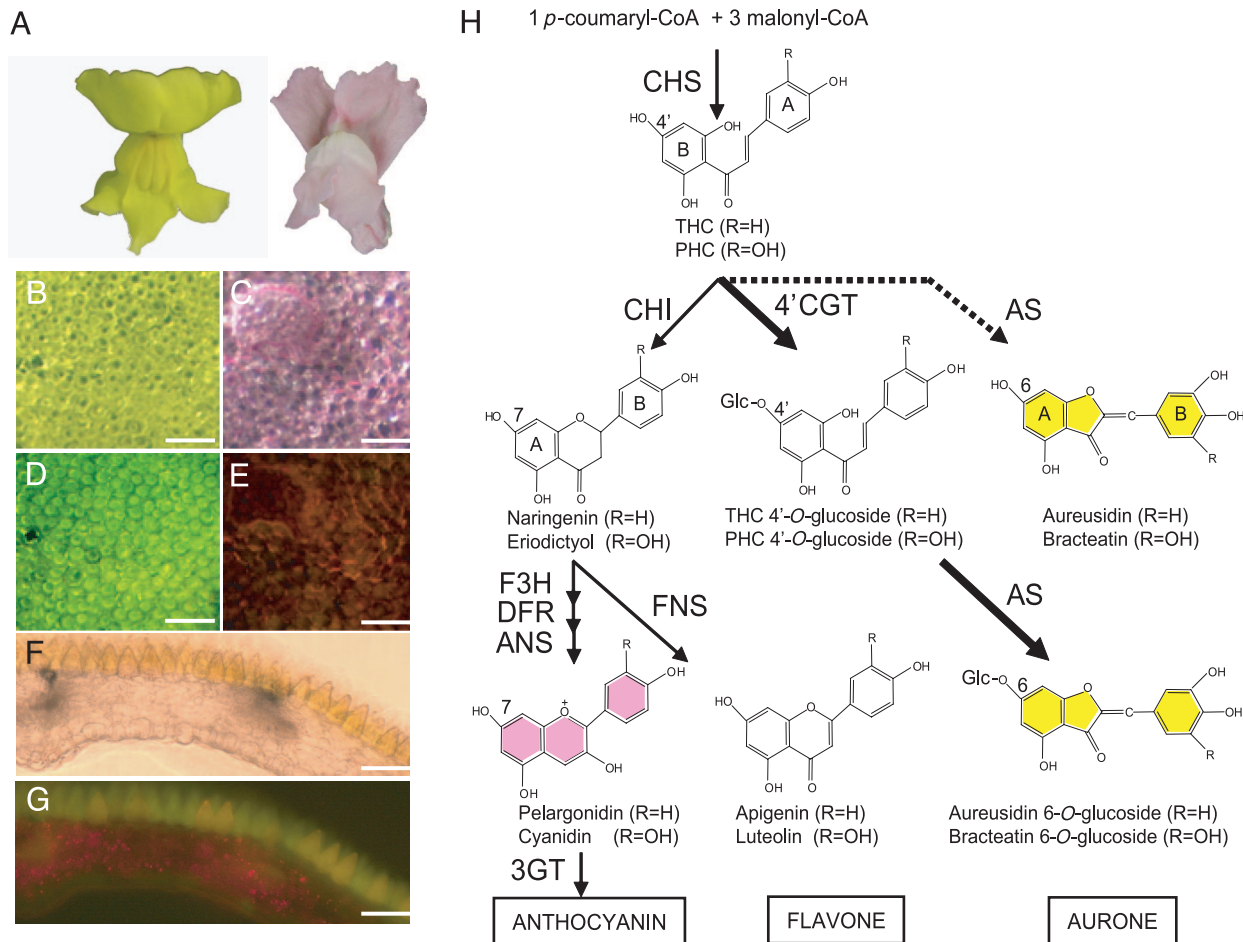 A
B
C
D
E
F
G
H
1 p-coumaryl-CoA + 3 malonyl-CoA
CHS
R
OH
A
HO 4' OH
B
OH O
THC (R=H)
PHC (R=OH)
CHI 4'CGT AS
R
OH
B
HO 7 O
A
OH O
Naringenin (R=H)
Eriodictyol (R=OH)
R
OH
Glc-O 4' OH
OH O
THC 4'-O-glucoside (R=H)
PHC 4'-O-glucoside (R=OH)
HO 6 O OH
A B OH
OH O R
Aureusidin (R=H)
Bracteatin (R=OH)
F3H
DFR
ANS
FNS
AS
R
OH
HO 7 O+
OH
OH
Pelargonidin (R=H)
Cyanidin (R=OH)
R
OH
HO O
OH O
Apigenin (R=H)
Luteolin (R=OH)
Glc-O 6 O OH
OH
OH O R
Aureusidin 6-O-glucoside (R=H)
Bracteatin 6-O-glucoside (R=OH)
3GT
ANTHOCYANIN
FLAVONE
AURONE